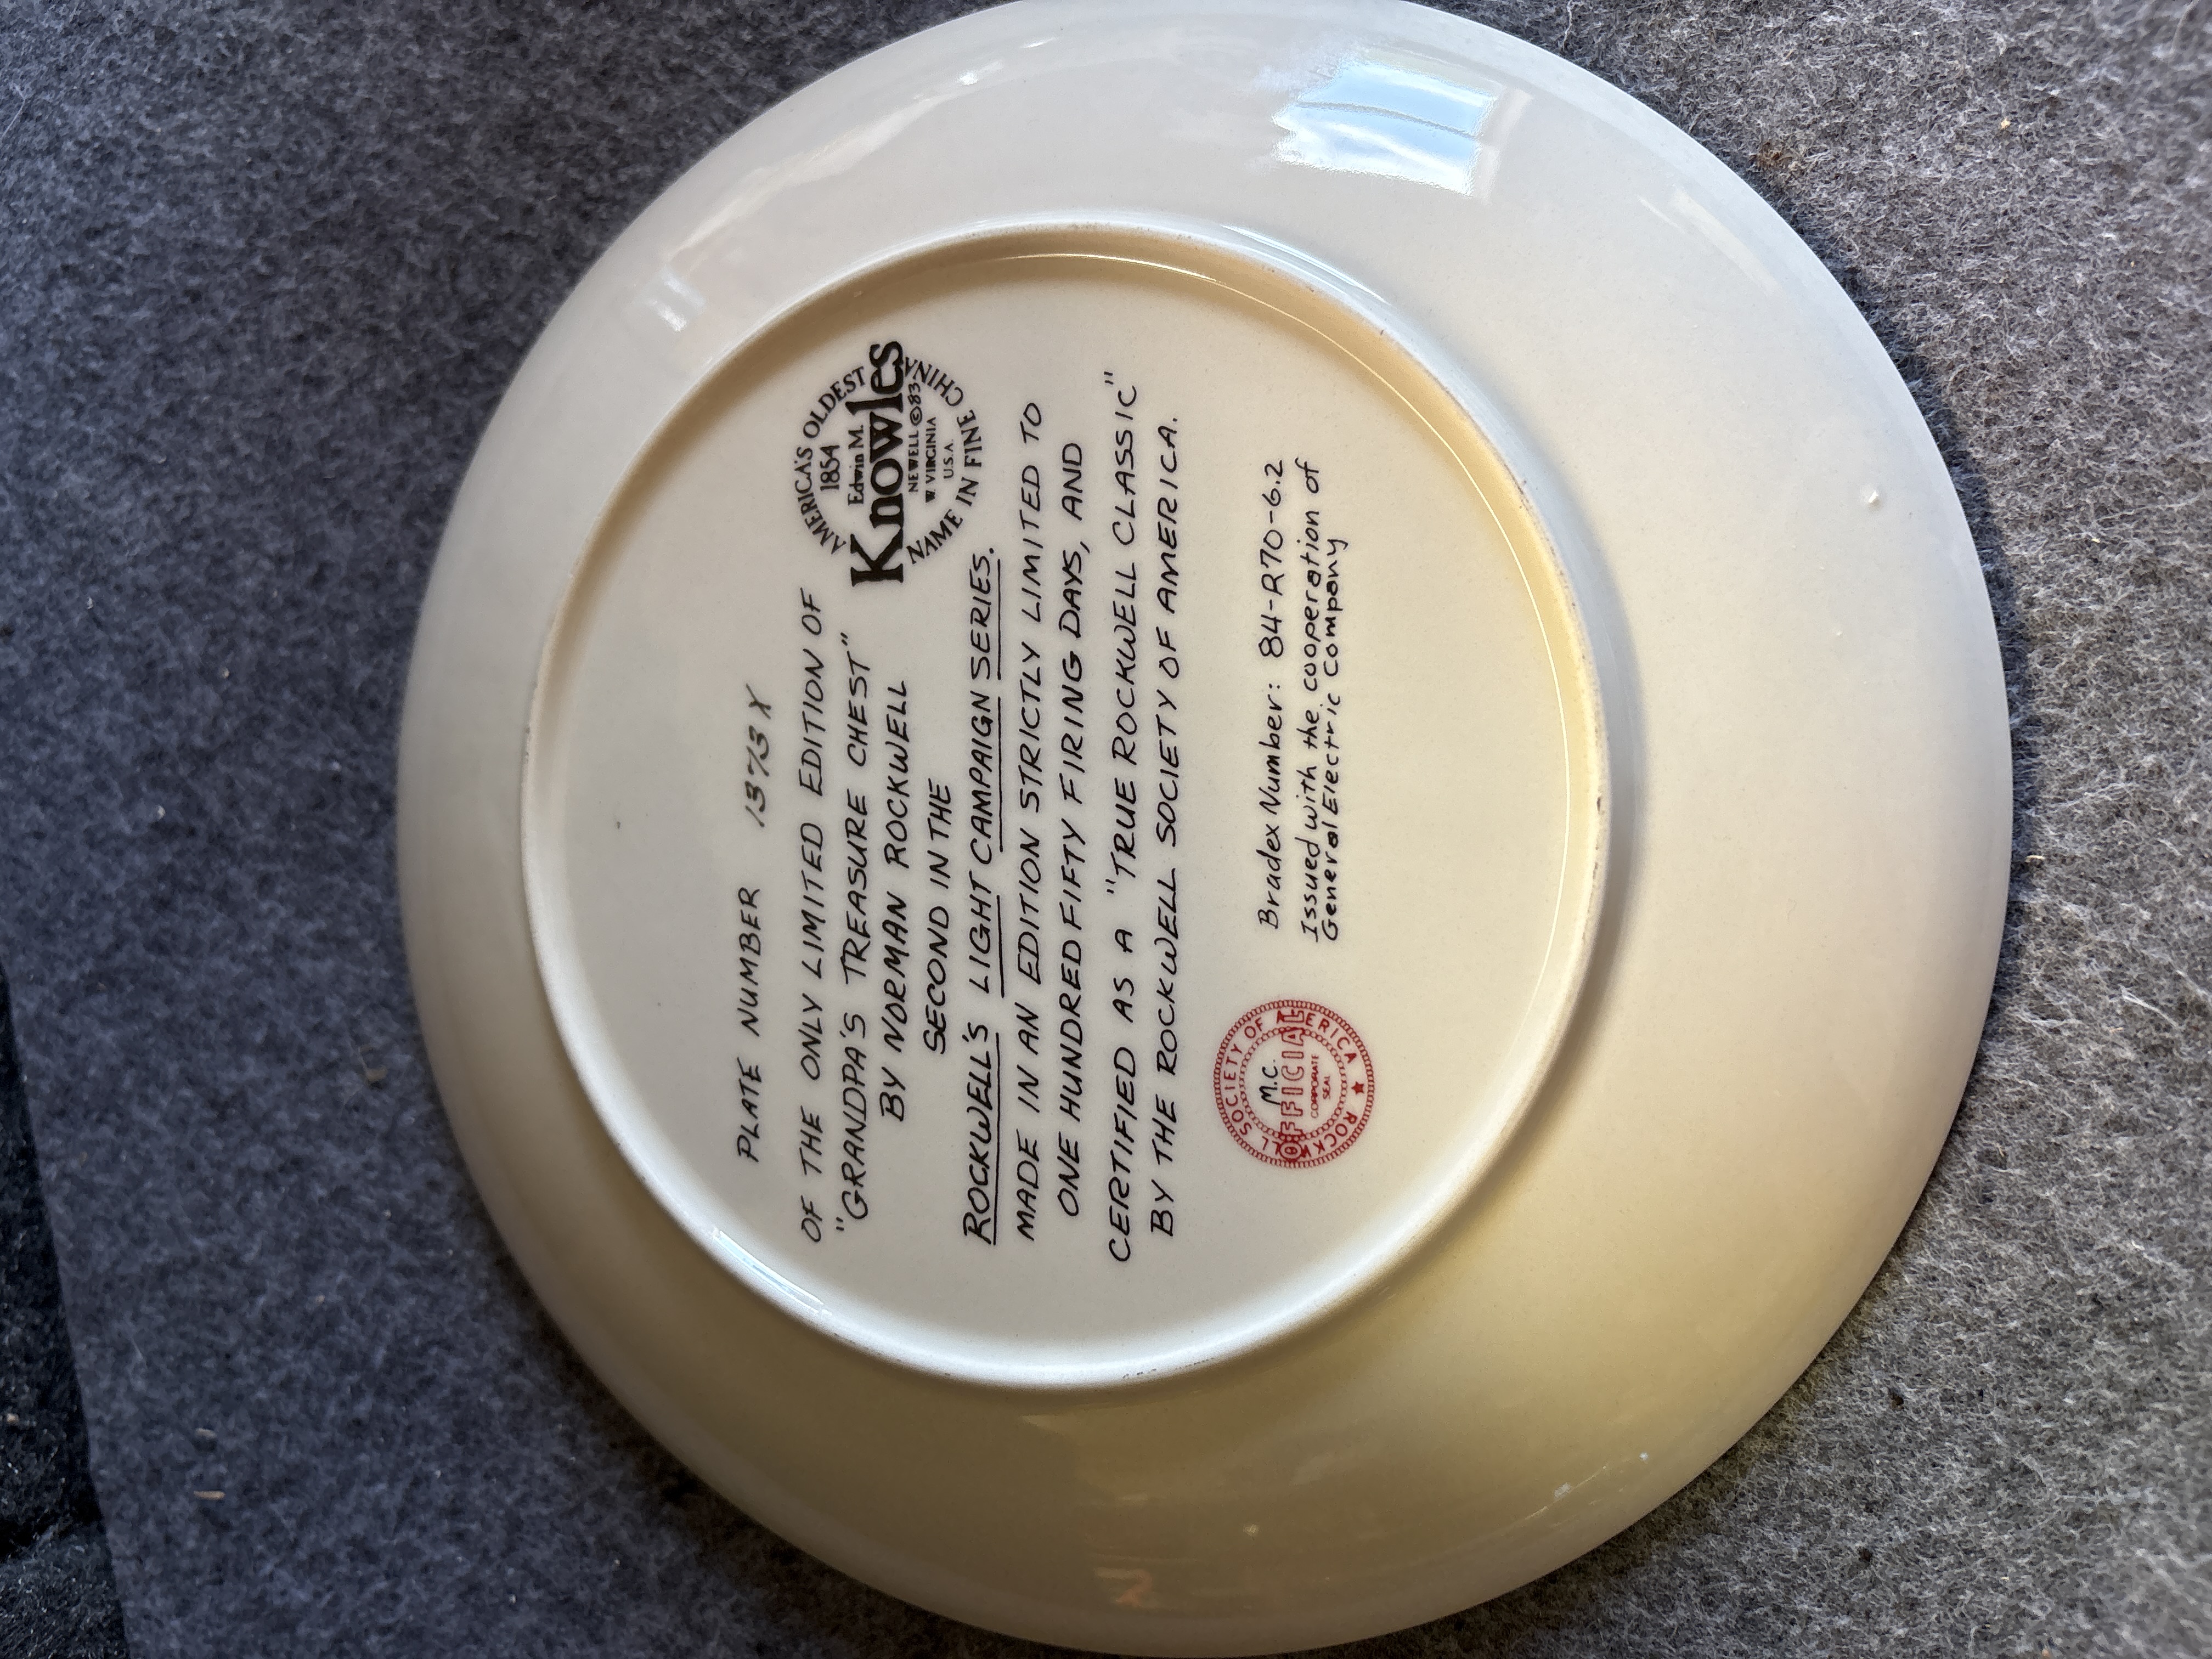 PLATE NUMBER 1373X
OF THE ONLY LIMITED EDITION OF
"GRANDPA'S TREASURE CHEST"
BY NORMAN ROCKWELL
SECOND IN THE
ROCKWELL'S LIGHT CAMPAIGN SERIES.
AMERICA'S OLDEST
1854
Edwin M.
Knowles
NEWELL ©83
W. VIRGINIA
U.S.A.
NAME IN FINE CHINA
MADE IN AN EDITION STRICTLY LIMITED TO
ONE HUNDRED FIFTY FIRING DAYS, AND
CERTIFIED AS A "TRUE ROCKWELL CLASSIC"
BY THE ROCKWELL SOCIETY OF AMERICA.
ROCKWELL SOCIETY OF AMERICA
M.C.
OFFICIAL
CORPORATE
SEAL
Bradex Number: 84-R70-6.2
Issued with the cooperation of
General Electric Company